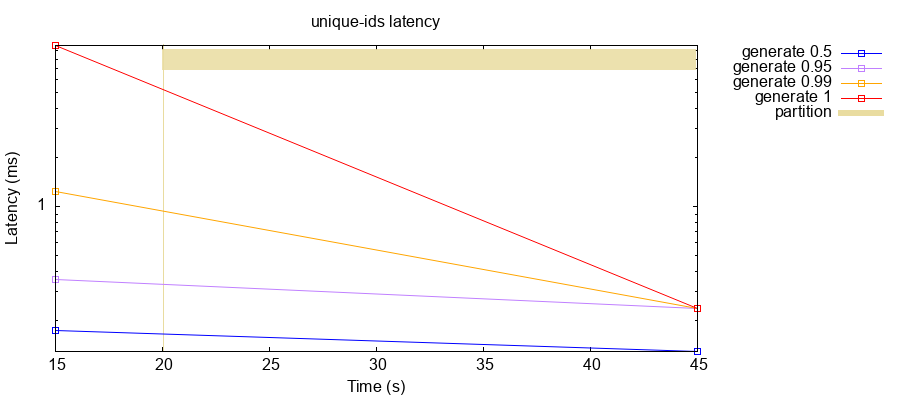 unique-ids latency
generate 0.5
generate 0.95
generate 0.99
generate 1
partition
Latency (ms)
1
15 20 25 30 35 40 45
Time (s)